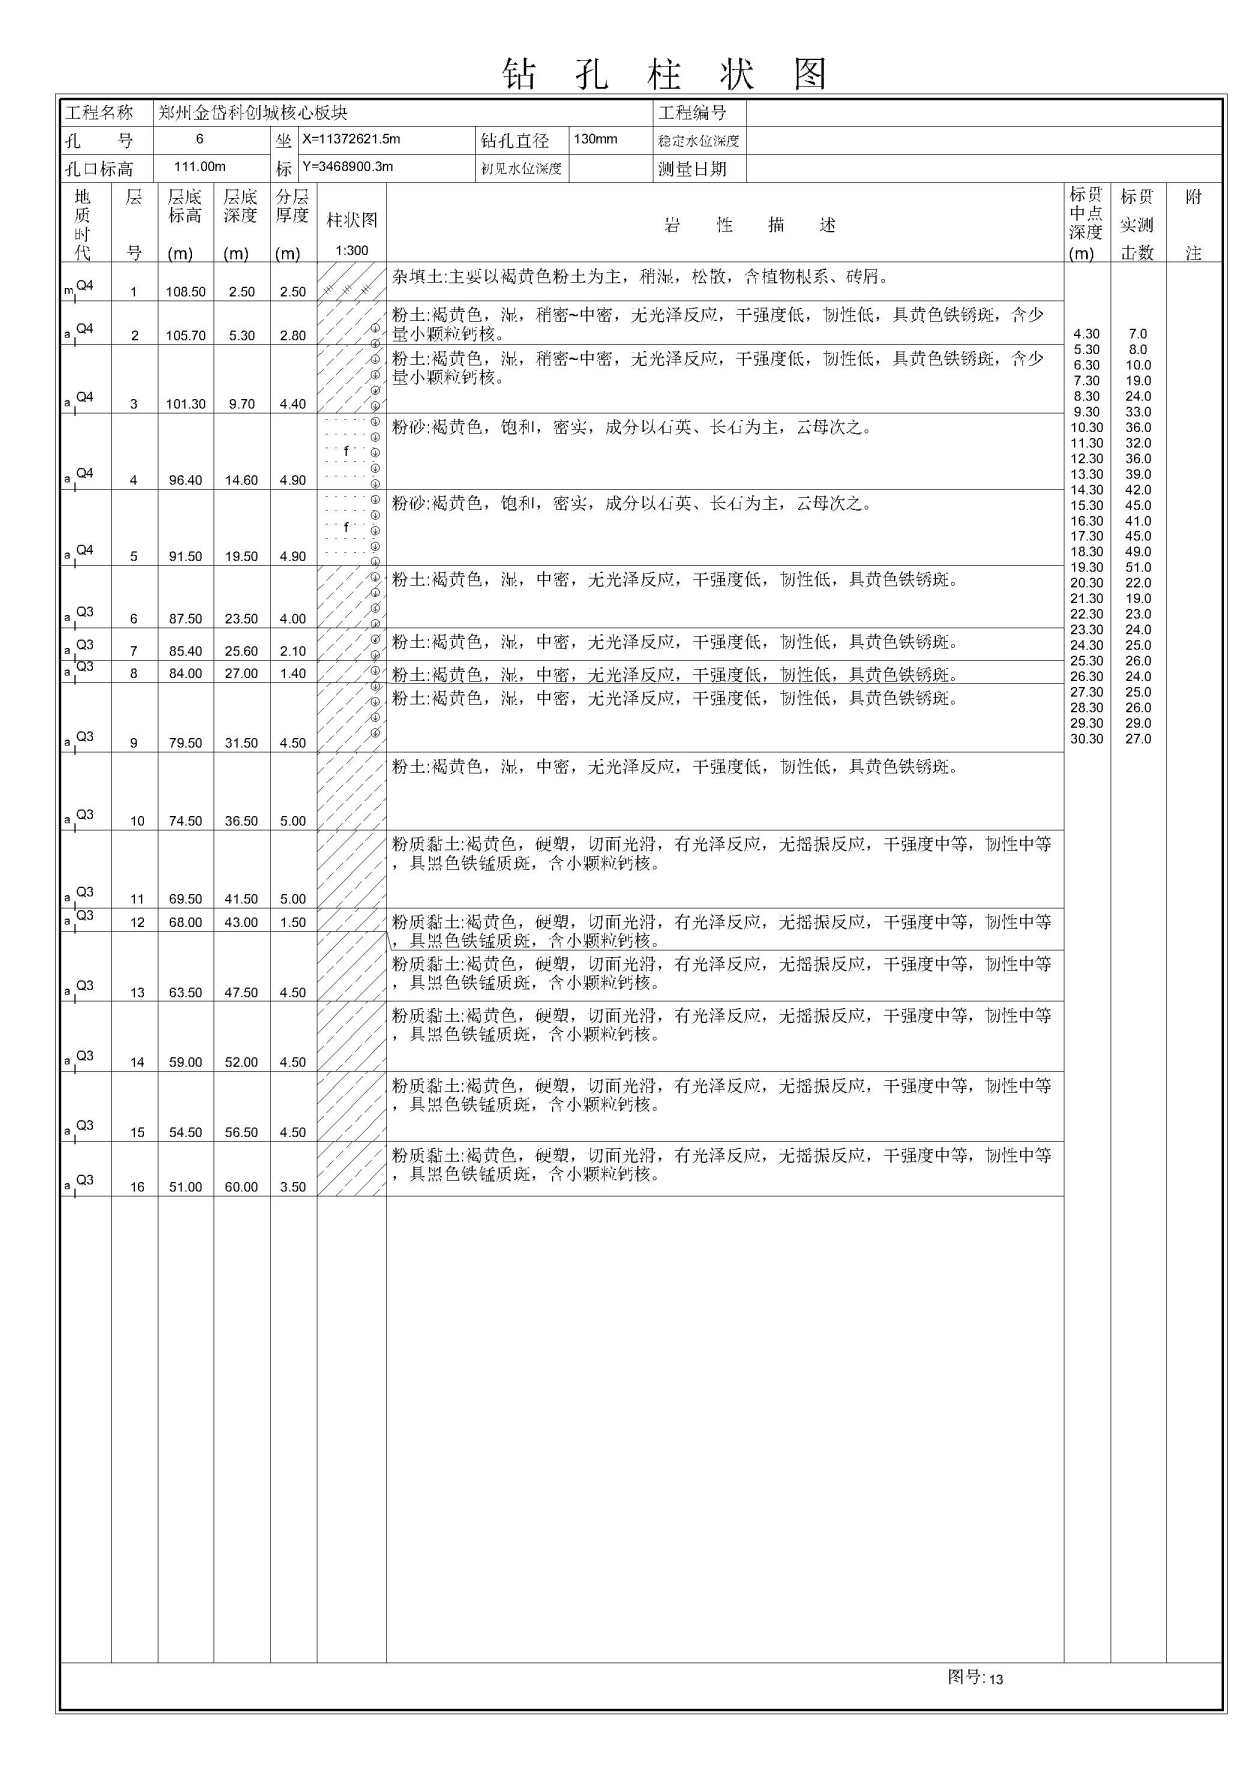 钻 孔 柱 状 图
工程名称 郑州金岱科创城核心板块 工程编号
孔 号 6 坐 X=11372621.5m 钻孔直径 130mm 稳定水位深度
孔口标高 111.00m 标 Y=3468900.3m 初见水位深度 测量日期
地质时代 层号 层底标高(m) 层底深度(m) 分层厚度(m) 柱状图 1:300 岩 性 描 述 标贯中点深度(m) 标贯实测击数 附注
mlQ4 1 108.50 2.50 2.50 杂填土:主要以褐黄色粉土为主，稍湿，松散，含植物根系、砖屑。
alQ4 2 105.70 5.30 2.80 粉土:褐黄色，湿，稍密~中密，无光泽反应，干强度低，韧性低，具黄色铁锈斑，含少
量小颗粒钙核。
alQ4 3 101.30 9.70 4.40 粉土:褐黄色，湿，稍密~中密，无光泽反应，干强度低，韧性低，具黄色铁锈斑，含少
量小颗粒钙核。
alQ4 4 96.40 14.60 4.90 f 粉砂:褐黄色，饱和，密实，成分以石英、长石为主，云母次之。
alQ4 5 91.50 19.50 4.90 f 粉砂:褐黄色，饱和，密实，成分以石英、长石为主，云母次之。
alQ3 6 87.50 23.50 4.00 粉土:褐黄色，湿，中密，无光泽反应，干强度低，韧性低，具黄色铁锈斑。
alQ3 7 85.40 25.60 2.10 粉土:褐黄色，湿，中密，无光泽反应，干强度低，韧性低，具黄色铁锈斑。
alQ3 8 84.00 27.00 1.40 粉土:褐黄色，湿，中密，无光泽反应，干强度低，韧性低，具黄色铁锈斑。
alQ3 9 79.50 31.50 4.50 粉土:褐黄色，湿，中密，无光泽反应，干强度低，韧性低，具黄色铁锈斑。
alQ3 10 74.50 36.50 5.00 粉土:褐黄色，湿，中密，无光泽反应，干强度低，韧性低，具黄色铁锈斑。
alQ3 11 69.50 41.50 5.00 粉质黏土:褐黄色，硬塑，切面光滑，有光泽反应，无摇振反应，干强度中等，韧性中等
，具黑色铁锰质斑，含小颗粒钙核。
alQ3 12 68.00 43.00 1.50 粉质黏土:褐黄色，硬塑，切面光滑，有光泽反应，无摇振反应，干强度中等，韧性中等
，具黑色铁锰质斑，含小颗粒钙核。
alQ3 13 63.50 47.50 4.50 粉质黏土:褐黄色，硬塑，切面光滑，有光泽反应，无摇振反应，干强度中等，韧性中等
，具黑色铁锰质斑，含小颗粒钙核。
alQ3 14 59.00 52.00 4.50 粉质黏土:褐黄色，硬塑，切面光滑，有光泽反应，无摇振反应，干强度中等，韧性中等
，具黑色铁锰质斑，含小颗粒钙核。
alQ3 15 54.50 56.50 4.50 粉质黏土:褐黄色，硬塑，切面光滑，有光泽反应，无摇振反应，干强度中等，韧性中等
，具黑色铁锰质斑，含小颗粒钙核。
alQ3 16 51.00 60.00 3.50 粉质黏土:褐黄色，硬塑，切面光滑，有光泽反应，无摇振反应，干强度中等，韧性中等
，具黑色铁锰质斑，含小颗粒钙核。
4.30 7.0
5.30 8.0
6.30 10.0
7.30 19.0
8.30 24.0
9.30 33.0
10.30 36.0
11.30 32.0
12.30 36.0
13.30 39.0
14.30 42.0
15.30 45.0
16.30 41.0
17.30 45.0
18.30 49.0
19.30 51.0
20.30 22.0
21.30 19.0
22.30 23.0
23.30 24.0
24.30 25.0
25.30 26.0
26.30 24.0
27.30 25.0
28.30 26.0
29.30 29.0
30.30 27.0
图号: 13